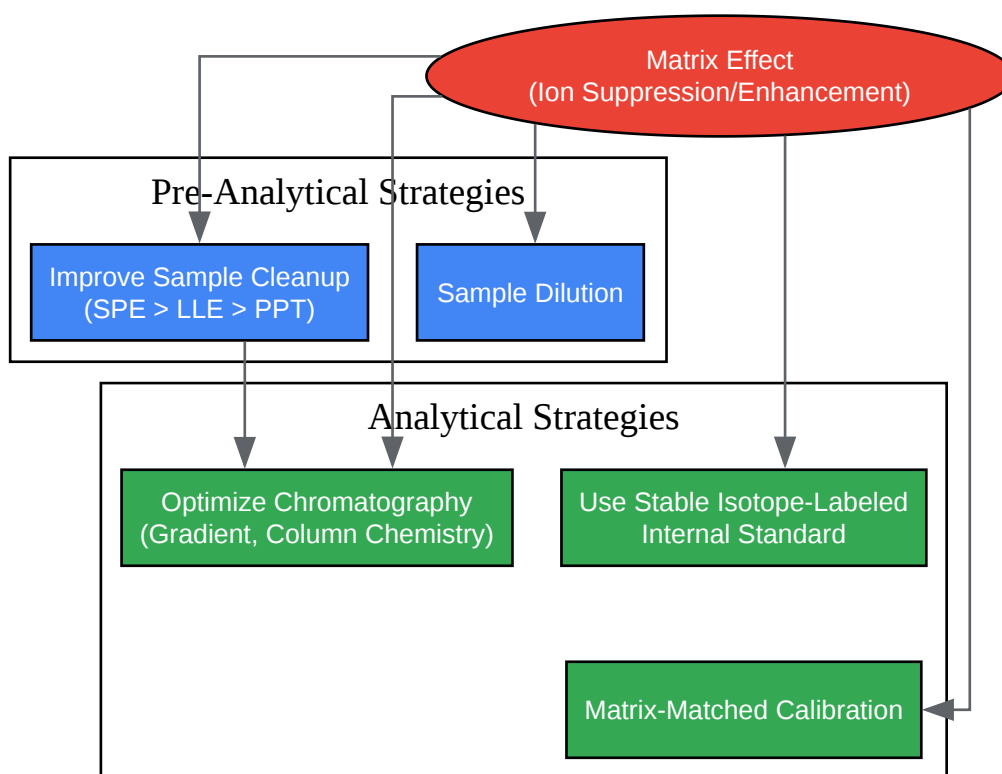 Matrix Effect
(Ion Suppression/Enhancement)
Pre-Analytical Strategies
Improve Sample Cleanup
(SPE > LLE > PPT)
Sample Dilution
Analytical Strategies
Optimize Chromatography
(Gradient, Column Chemistry)
Use Stable Isotope-Labeled
Internal Standard
Matrix-Matched Calibration